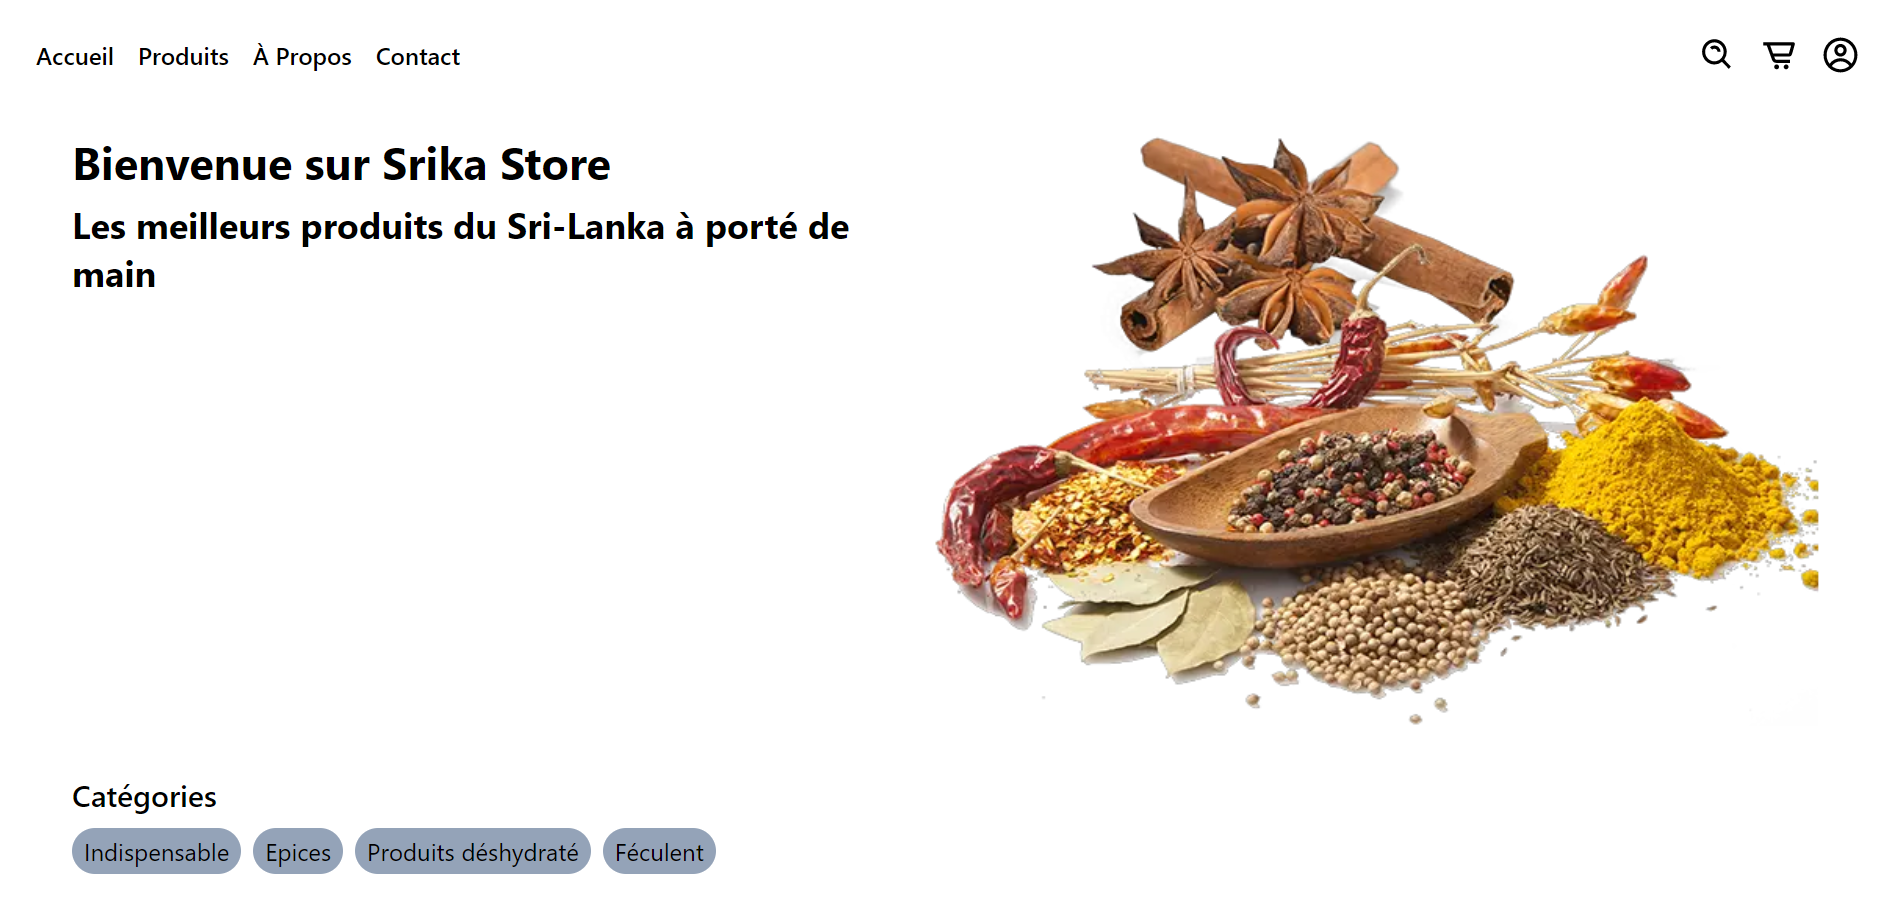 Accueil Produits À Propos Contact
Bienvenue sur Srika Store
Les meilleurs produits du Sri-Lanka à porté de
main
Catégories
Indispensable Epices Produits déshydraté Féculent